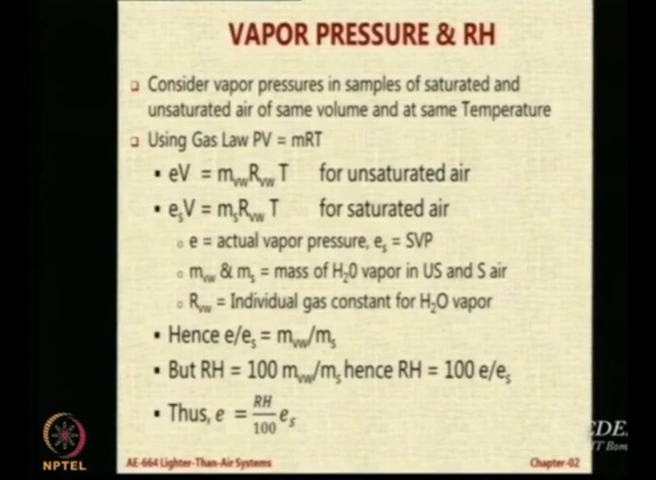 VAPOR PRESSURE & RH
Consider vapor pressures in samples of saturated and
unsaturated air of same volume and at same Temperature
Using Gas Law PV = mRT
eV = mᵥwRᵥwT for unsaturated air
eₛV = mₛRᵥwT for saturated air
e = actual vapor pressure, eₛ = SVP
mᵥw & mₛ = mass of H₂0 vapor in US and S air
Rᵥw = Individual gas constant for H₂O vapor
Hence e/eₛ = mᵥw/mₛ
But RH = 100 mᵥw/mₛ hence RH = 100 e/eₛ
Thus, e = RH/100 eₛ
NPTEL
AE-664 Lighter-Than-Air Systems
Chapter-02